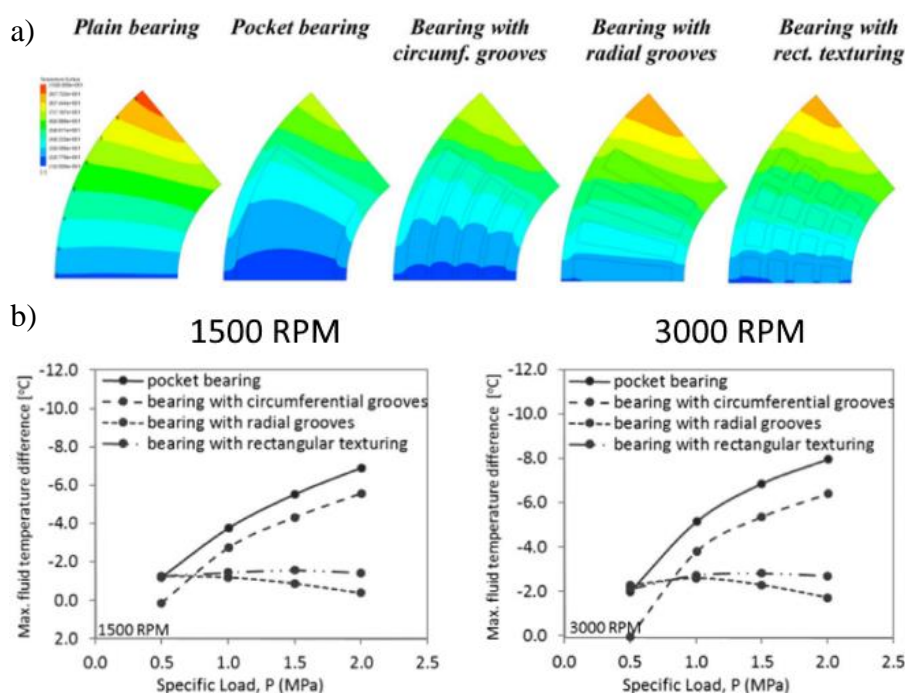 a)
Plain bearing
Pocket bearing
Bearing with
circumf. grooves
Bearing with
radial grooves
Bearing with
rect. texturing
b)
1500 RPM
Max. fluid temperature difference [°C]
-12.0
-10.0
-8.0
-6.0
-4.0
-2.0
0.0
2.0
pocket bearing
bearing with circumferential grooves
bearing with radial grooves
bearing with rectangular texturing
1500 RPM
0.0 0.5 1.0 1.5 2.0 2.5
Specific Load, P (MPa)
3000 RPM
Max. fluid temperature difference [°C]
-12.0
-10.0
-8.0
-6.0
-4.0
-2.0
0.0
pocket bearing
bearing with circumferential grooves
bearing with radial grooves
bearing with rectangular texturing
3000 RPM
0.0 0.5 1.0 1.5 2.0 2.5
Specific Load, P (MPa)